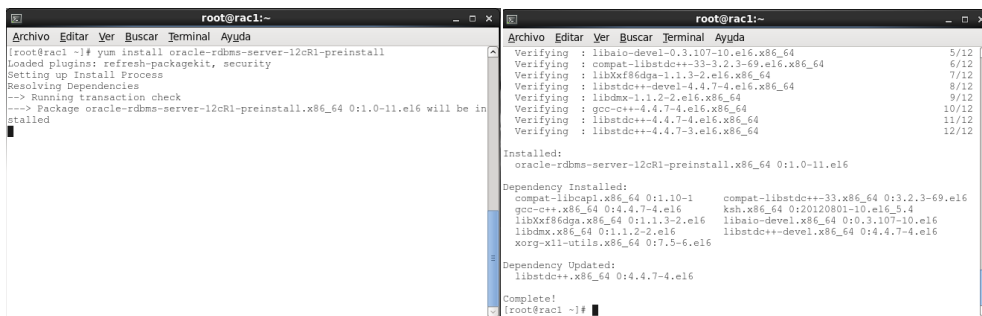 root@rac1:~
Archivo Editar Ver Buscar Terminal Ayuda
[root@rac1 ~]# yum install oracle-rdbms-server-12cR1-preinstall
Loaded plugins: refresh-packagekit, security
Setting up Install Process
Resolving Dependencies
--> Running transaction check
---> Package oracle-rdbms-server-12cR1-preinstall.x86_64 0:1.0-11.el6 will be in
stalled
root@rac1:~
Archivo Editar Ver Buscar Terminal Ayuda
Verifying : libaio-devel-0.3.107-10.el6.x86_64 5/12
Verifying : compat-libstdc++-33-3.2.3-69.el6.x86_64 6/12
Verifying : libXxf86dga-1.1.3-2.el6.x86_64 7/12
Verifying : libstdc++-devel-4.4.7-4.el6.x86_64 8/12
Verifying : libdmx-1.1.2-2.el6.x86_64 9/12
Verifying : gcc-c++-4.4.7-4.el6.x86_64 10/12
Verifying : libstdc++-4.4.7-4.el6.x86_64 11/12
Verifying : libstdc++-4.4.7-3.el6.x86_64 12/12
Installed:
oracle-rdbms-server-12cR1-preinstall.x86_64 0:1.0-11.el6
Dependency Installed:
compat-libcap1.x86_64 0:1.10-1 compat-libstdc++-33.x86_64 0:3.2.3-69.el6
gcc-c++.x86_64 0:4.4.7-4.el6 ksh.x86_64 0:20120801-10.el6_5.4
libXxf86dga.x86_64 0:1.1.3-2.el6 libaio-devel.x86_64 0:0.3.107-10.el6
libdmx.x86_64 0:1.1.2-2.el6 libstdc++-devel.x86_64 0:4.4.7-4.el6
xorg-x11-utils.x86_64 0:7.5-6.el6
Dependency Updated:
libstdc++.x86_64 0:4.4.7-4.el6
Complete!
[root@rac1 ~]#